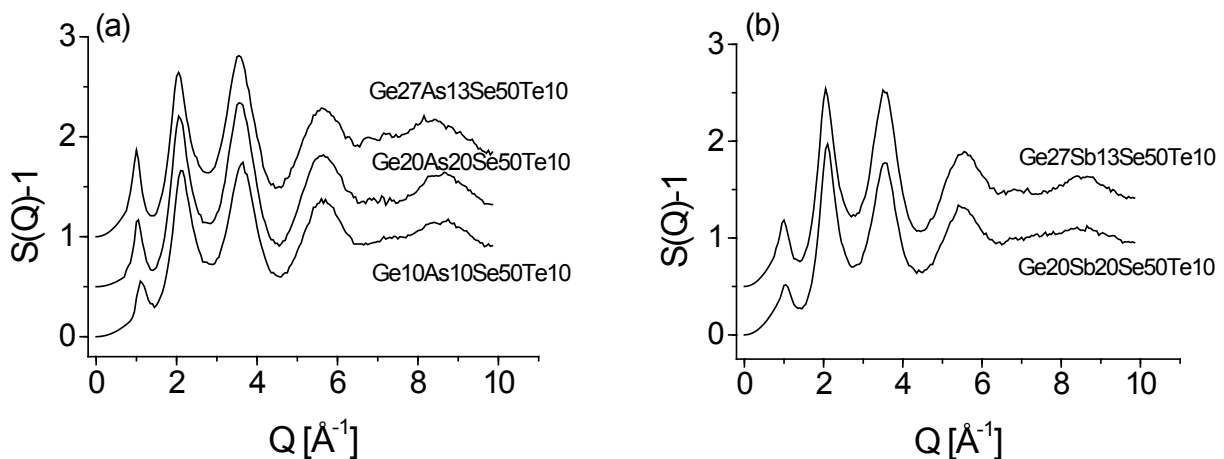 (a)
3
2
1
0
S(Q)-1
Ge27As13Se50Te10
Ge20As20Se50Te10
Ge10As10Se50Te10
0 2 4 6 8 10
Q [Å-1]
(b)
3
2
1
0
S(Q)-1
Ge27Sb13Se50Te10
Ge20Sb20Se50Te10
0 2 4 6 8 10
Q [Å-1]